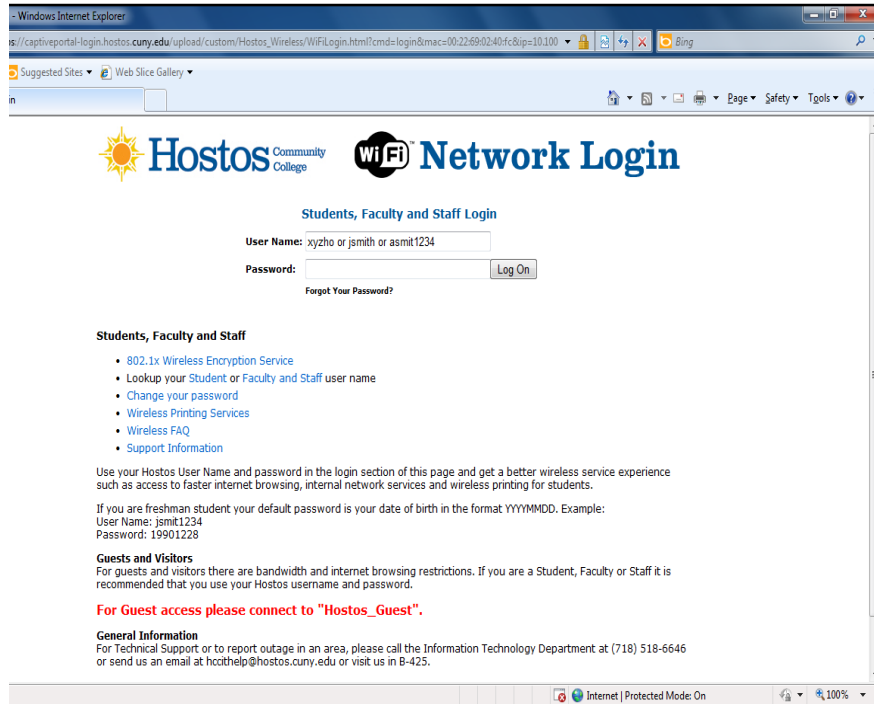 - Windows Internet Explorer
s://captiveportal-login.hostos.cuny.edu/upload/custom/Hostos_Wireless/WiFiLogin.html?cmd=login&mac=00:22:69:02:40:fc&ip=10.100
Bing
Suggested Sites
Web Slice Gallery
in
Page
Safety
Tools
Hostos Community College
WiFi™ Network Login
Students, Faculty and Staff Login
User Name: xyzho or jsmith or asmit1234
Password: Log On
Forgot Your Password?
Students, Faculty and Staff
• 802.1x Wireless Encryption Service
• Lookup your Student or Faculty and Staff user name
• Change your password
• Wireless Printing Services
• Wireless FAQ
• Support Information
Use your Hostos User Name and password in the login section of this page and get a better wireless service experience
such as access to faster internet browsing, internal network services and wireless printing for students.
If you are freshman student your default password is your date of birth in the format YYYYMMDD. Example:
User Name: jsmit1234
Password: 19901228
Guests and Visitors
For guests and visitors there are bandwidth and internet browsing restrictions. If you are a Student, Faculty or Staff it is
recommended that you use your Hostos username and password.
For Guest access please connect to "Hostos_Guest".
General Information
For Technical Support or to report outage in an area, please call the Information Technology Department at (718) 518-6646
or send us an email at hccithelp@hostos.cuny.edu or visit us in B-425.
Internet | Protected Mode: On
100%